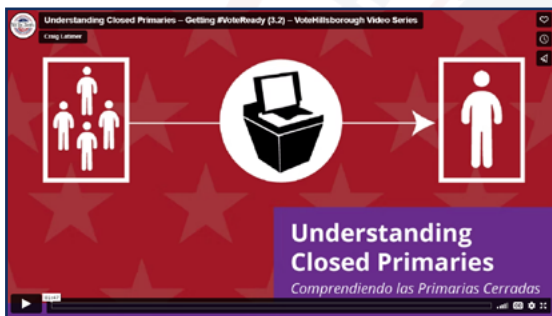 Understanding Closed Primaries – Getting #VoteReady (3.2) – VoteHillsborough Video Series
Craig Latimer
Understanding
Closed Primaries
Comprendiendo las Primarias Cerradas